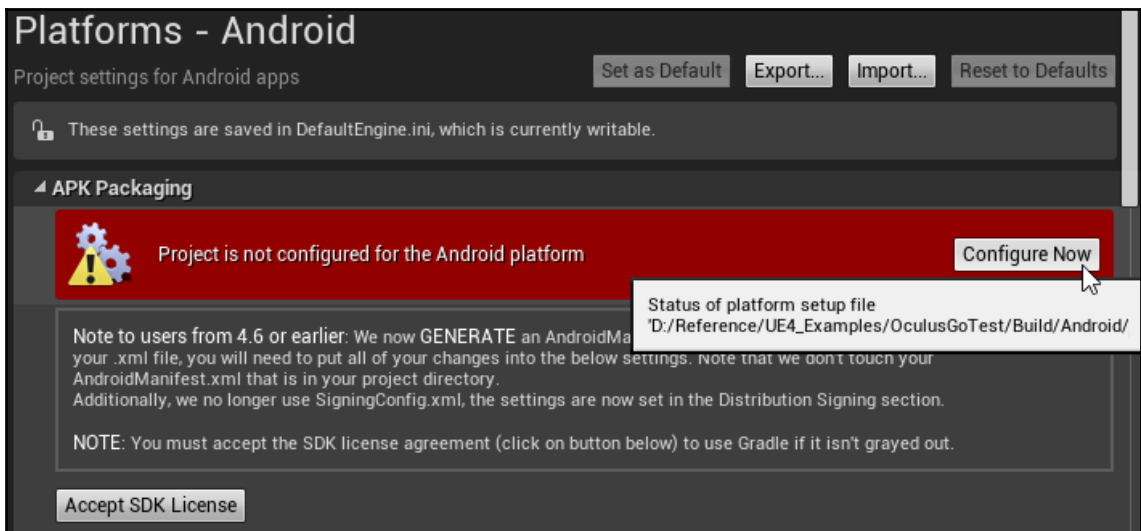 Platforms - Android
Project settings for Android apps
Set as Default
Export...
Import...
Reset to Defaults
These settings are saved in DefaultEngine.ini, which is currently writable.
APK Packaging
Project is not configured for the Android platform
Configure Now
Status of platform setup file
'D:/Reference/UE4_Examples/OculusGoTest/Build/Android/
Note to users from 4.6 or earlier: We now GENERATE an AndroidMa
your .xml file, you will need to put all of your changes into the below settings. Note that we don't touch your
AndroidManifest.xml that is in your project directory.
Additionally, we no longer use SigningConfig.xml, the settings are now set in the Distribution Signing section.
NOTE: You must accept the SDK license agreement (click on button below) to use Gradle if it isn't grayed out.
Accept SDK License